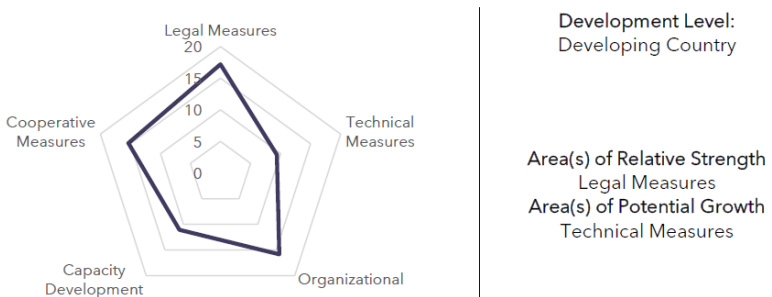 Legal Measures
20
15
10
5
0
Technical
Measures
Organizational
Capacity
Development
Cooperative
Measures
Development Level:
Developing Country
Area(s) of Relative Strength
Legal Measures
Area(s) of Potential Growth
Technical Measures